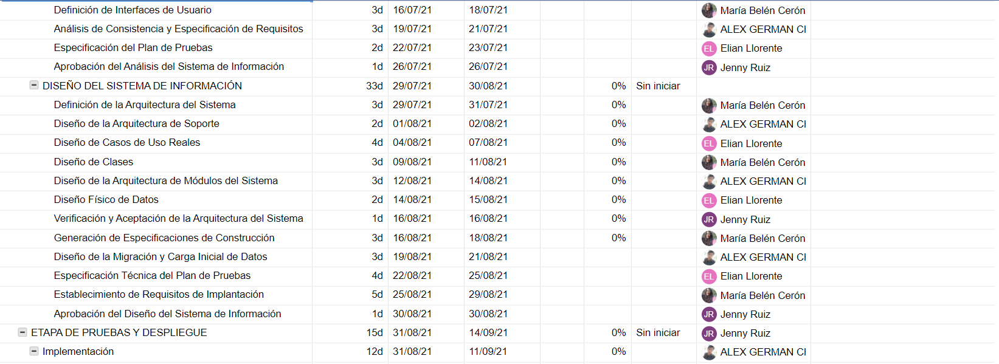 Definición de Interfaces de Usuario 3d 16/07/21 18/07/21 María Belén Cerón
Análisis de Consistencia y Especificación de Requisitos 3d 19/07/21 21/07/21 ALEX GERMAN CI
Especificación del Plan de Pruebas 2d 22/07/21 23/07/21 EL Elian Llorente
Aprobación del Análisis del Sistema de Información 1d 26/07/21 26/07/21 JR Jenny Ruiz
DISEÑO DEL SISTEMA DE INFORMACIÓN 33d 29/07/21 30/08/21 0% Sin iniciar
Definición de la Arquitectura del Sistema 3d 29/07/21 31/07/21 0% María Belén Cerón
Diseño de la Arquitectura de Soporte 2d 01/08/21 02/08/21 0% ALEX GERMAN CI
Diseño de Casos de Uso Reales 4d 04/08/21 07/08/21 0% EL Elian Llorente
Diseño de Clases 3d 09/08/21 11/08/21 0% María Belén Cerón
Diseño de la Arquitectura de Módulos del Sistema 3d 12/08/21 14/08/21 0% ALEX GERMAN CI
Diseño Físico de Datos 2d 14/08/21 15/08/21 0% EL Elian Llorente
Verificación y Aceptación de la Arquitectura del Sistema 1d 16/08/21 16/08/21 0% JR Jenny Ruiz
Generación de Especificaciones de Construcción 3d 16/08/21 18/08/21 0% María Belén Cerón
Diseño de la Migración y Carga Inicial de Datos 3d 19/08/21 21/08/21 ALEX GERMAN CI
Especificación Técnica del Plan de Pruebas 4d 22/08/21 25/08/21 EL Elian Llorente
Establecimiento de Requisitos de Implantación 5d 25/08/21 29/08/21 María Belén Cerón
Aprobación del Diseño del Sistema de Información 1d 30/08/21 30/08/21 JR Jenny Ruiz
ETAPA DE PRUEBAS Y DESPLIEGUE 15d 31/08/21 14/09/21 0% Sin iniciar JR Jenny Ruiz
Implementación 12d 31/08/21 11/09/21 0% ALEX GERMAN CI